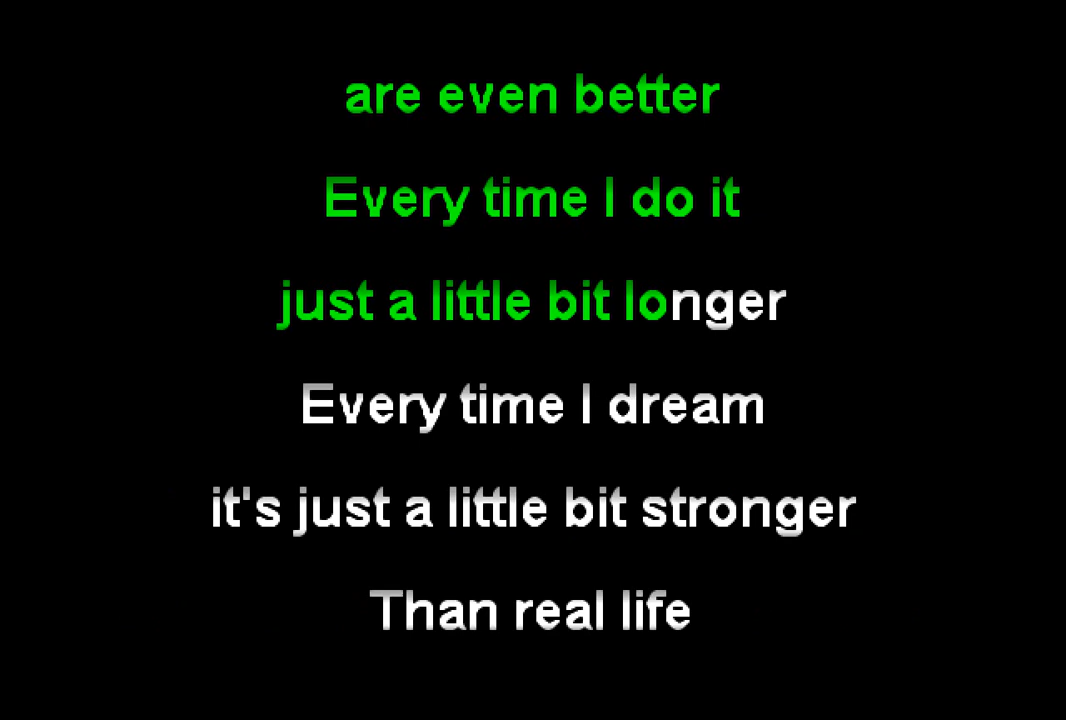 are even better
Every time I do it
just a little bit longer
Every time I dream
it's just a little bit stronger
Than real life